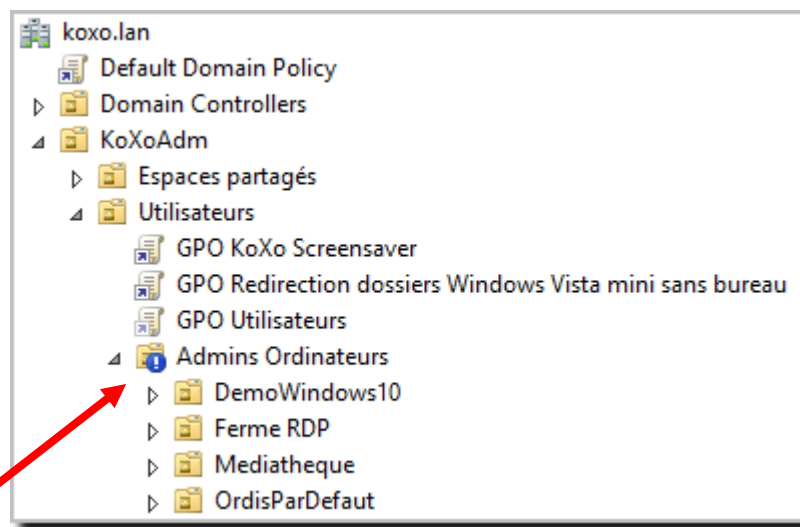 koxo.lan
Default Domain Policy
Domain Controllers
KoXoAdm
Espaces partagés
Utilisateurs
GPO KoXo Screensaver
GPO Redirection dossiers Windows Vista mini sans bureau
GPO Utilisateurs
Admins Ordinateurs
DemoWindows10
Ferme RDP
Mediatheque
OrdisParDefaut